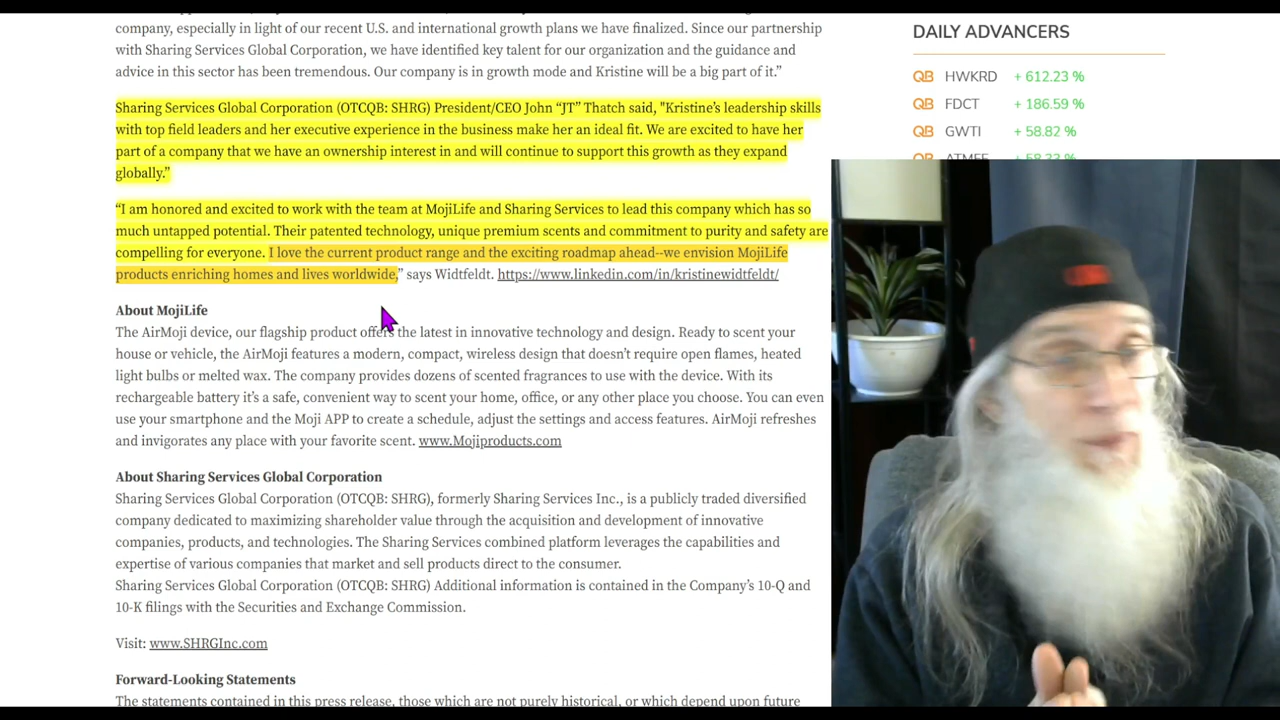 company, especially in light of our recent U.S. and international growth plans we have finalized. Since our partnership
with Sharing Services Global Corporation, we have identified key talent for our organization and the guidance and
advice in this sector has been tremendous. Our company is in growth mode and Kristine will be a big part of it.”
Sharing Services Global Corporation (OTCQB: SHRG) President/CEO John “JT” Thatch said, "Kristine’s leadership skills
with top field leaders and her executive experience in the business make her an ideal fit. We are excited to have her
part of a company that we have an ownership interest in and will continue to support this growth as they expand
globally.”
“I am honored and excited to work with the team at MojiLife and Sharing Services to lead this company which has so
much untapped potential. Their patented technology, unique premium scents and commitment to purity and safety are
compelling for everyone. I love the current product range and the exciting roadmap ahead--we envision MojiLife
products enriching homes and lives worldwide,” says Widtfeldt. https://www.linkedin.com/in/kristinewidtfeldt/
About MojiLife
The AirMoji device, our flagship product offers the latest in innovative technology and design. Ready to scent your
house or vehicle, the AirMoji features a modern, compact, wireless design that doesn’t require open flames, heated
light bulbs or melted wax. The company provides dozens of scented fragrances to use with the device. With its
rechargeable battery it’s a safe, convenient way to scent your home, office, or any other place you choose. You can even
use your smartphone and the Moji APP to create a schedule, adjust the settings and access features. AirMoji refreshes
and invigorates any place with your favorite scent. www.Mojiproducts.com
About Sharing Services Global Corporation
Sharing Services Global Corporation (OTCQB: SHRG), formerly Sharing Services Inc., is a publicly traded diversified
company dedicated to maximizing shareholder value through the acquisition and development of innovative
companies, products, and technologies. The Sharing Services combined platform leverages the capabilities and
expertise of various companies that market and sell products direct to the consumer.
Sharing Services Global Corporation (OTCQB: SHRG) Additional information is contained in the Company’s 10-Q and
10-K filings with the Securities and Exchange Commission.
Visit: www.SHRGInc.com
Forward-Looking Statements
The statements contained in this press release, those which are not purely historical, or which depend upon future
DAILY ADVANCERS
QB HWKRD + 612.23 %
QB FDCT + 186.59 %
QB GWTI + 58.82 %